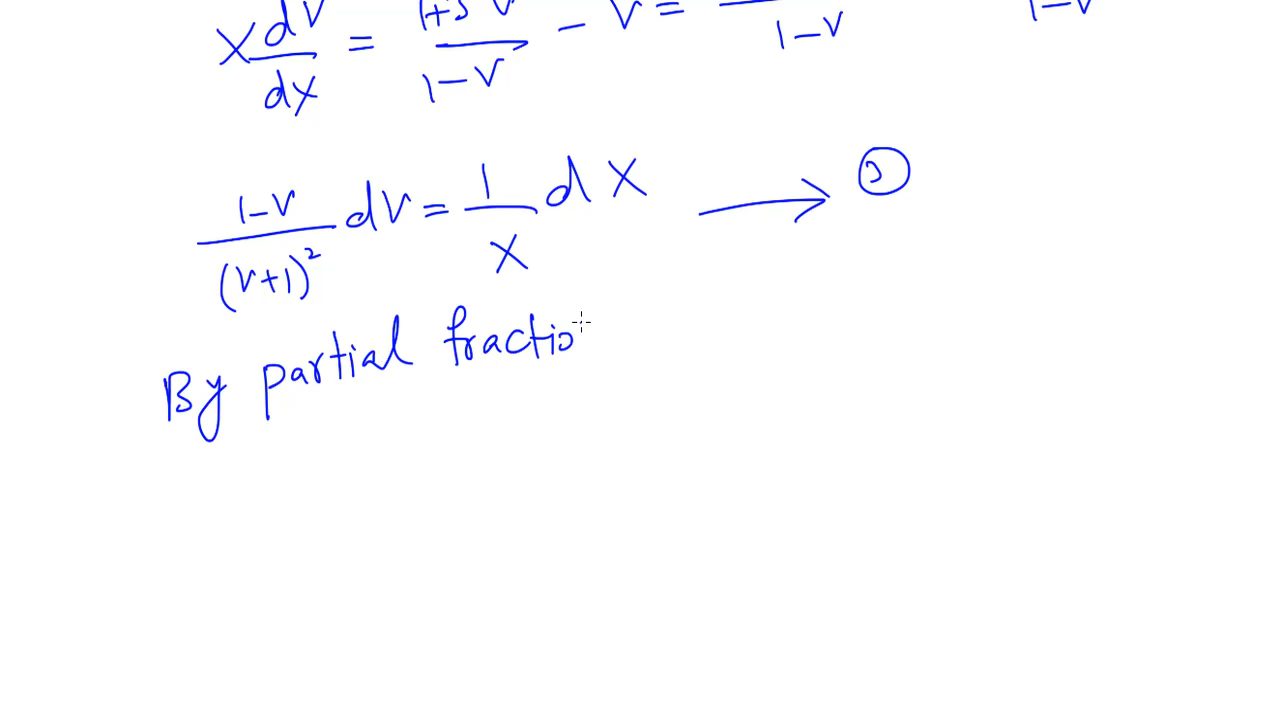 x dv/dx = 1+3v/1-v - v = /1-v 1-v
1-v/(v+1)² dv = 1/x dx →
By partial fractio